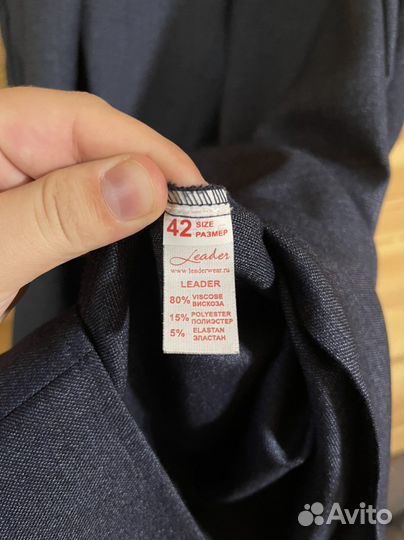 42 SIZE
РАЗМЕР
Leader
www.leaderwear.ru
LEADER
80% VISCOSE
ВИСКОЗА
15% POLYESTER
ПОЛИЭСТЕР
5% ELASTAN
ЭЛАСТАН
Avito